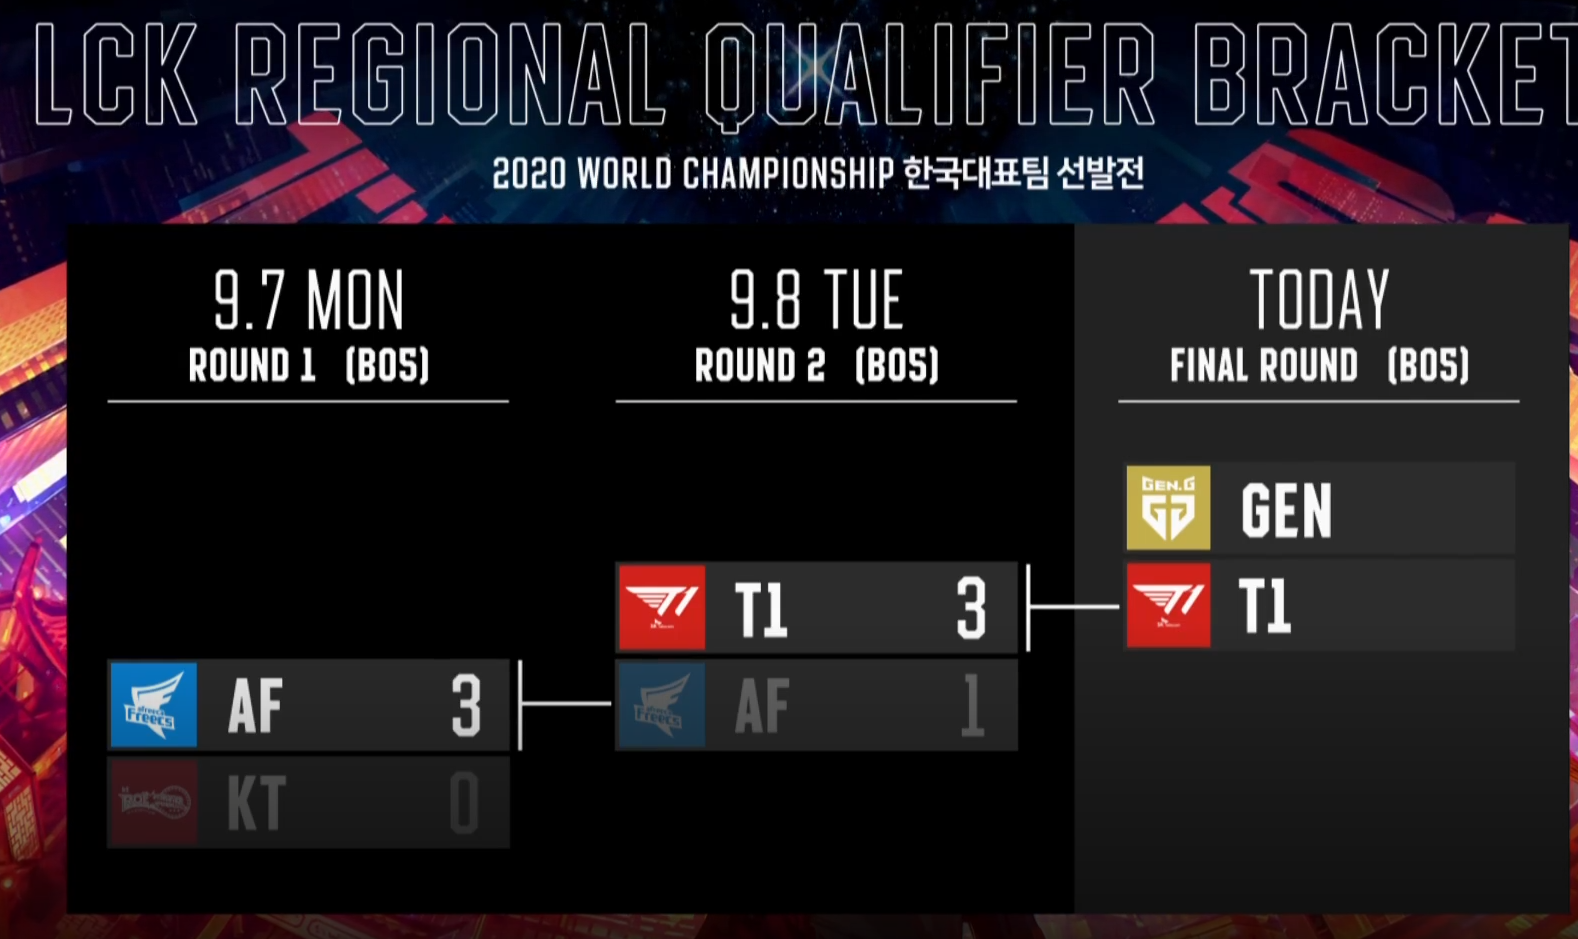 LCK REGIONAL QUALIFIER BRACKET
2020 WORLD CHAMPIONSHIP 한국대표팀 선발전
9.7 MON
ROUND 1 (BO5)
AF 3
KT 0
9.8 TUE
ROUND 2 (BO5)
T1 3
AF 1
TODAY
FINAL ROUND (BO5)
GEN.G
GEN
T1
afreeca
Freecs